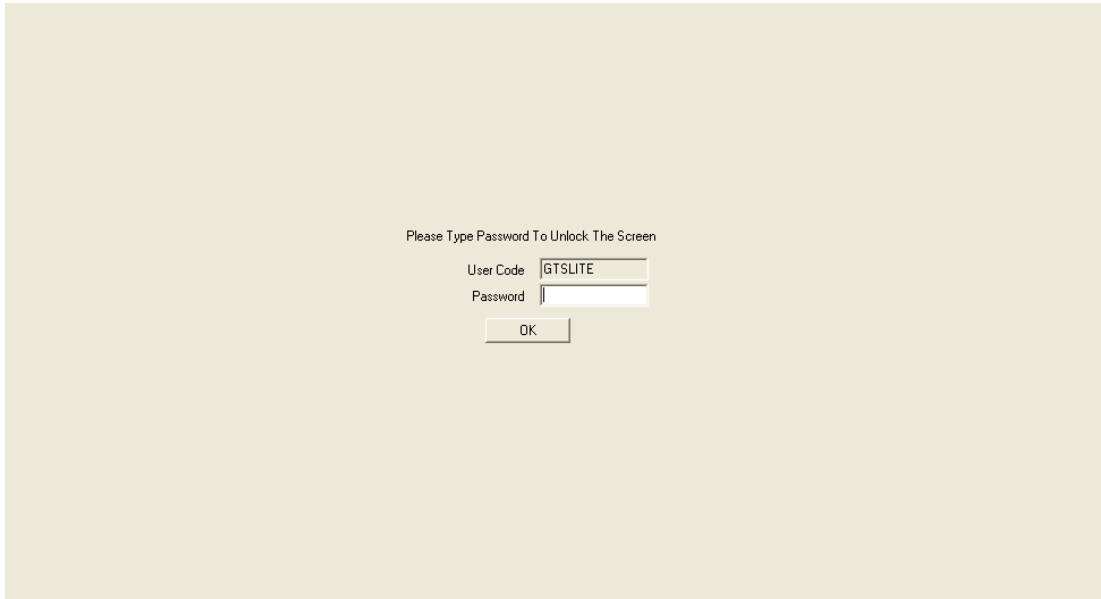 Please Type Password To Unlock The Screen
User Code GTSLITE
Password
OK